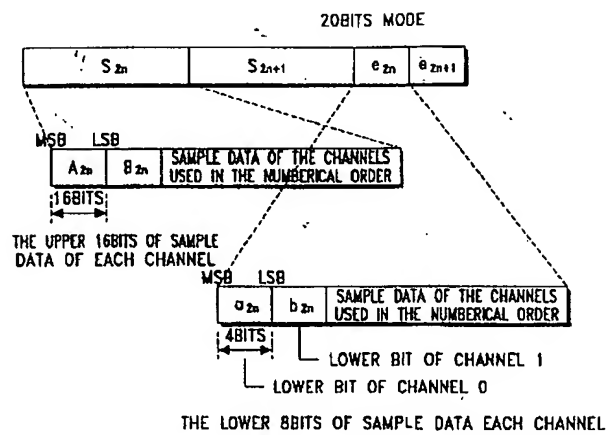 20BITS MODE
S2n S2n+1 e2n e2n+1
MSB LSB
A2n B2n SAMPLE DATA OF THE CHANNELS
USED IN THE NUMBERICAL ORDER
16BITS
THE UPPER 16BITS OF SAMPLE
DATA OF EACH CHANNEL
MSB LSB
a2n b2n SAMPLE DATA OF THE CHANNELS
USED IN THE NUMBERICAL ORDER
4BITS
LOWER BIT OF CHANNEL 1
LOWER BIT OF CHANNEL 0
THE LOWER 8BITS OF SAMPLE DATA EACH CHANNEL